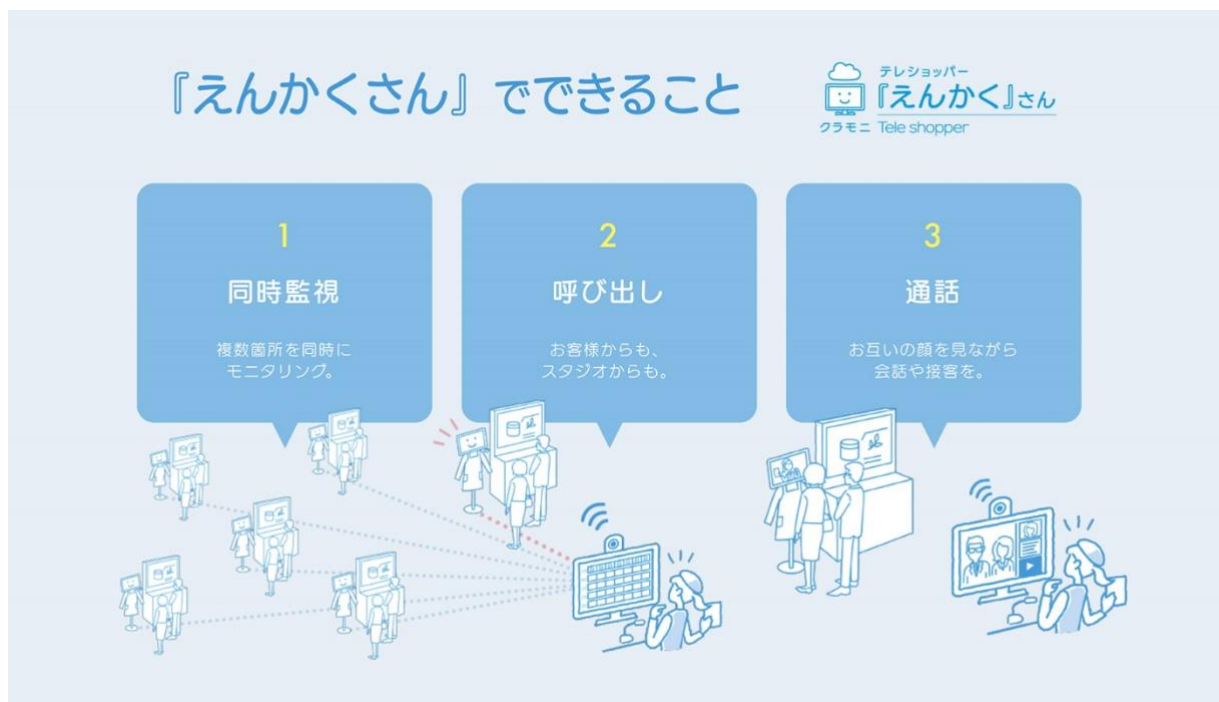 『えんかくさん』でできること
テレショッパー
『えんかく』さん
クラモニ Tele shopper
1
同時監視
複数箇所を同時に
モニタリング。
2
呼び出し
お客様からも、
スタジオからも。
3
通話
お互いの顔を見ながら
会話や接客を。